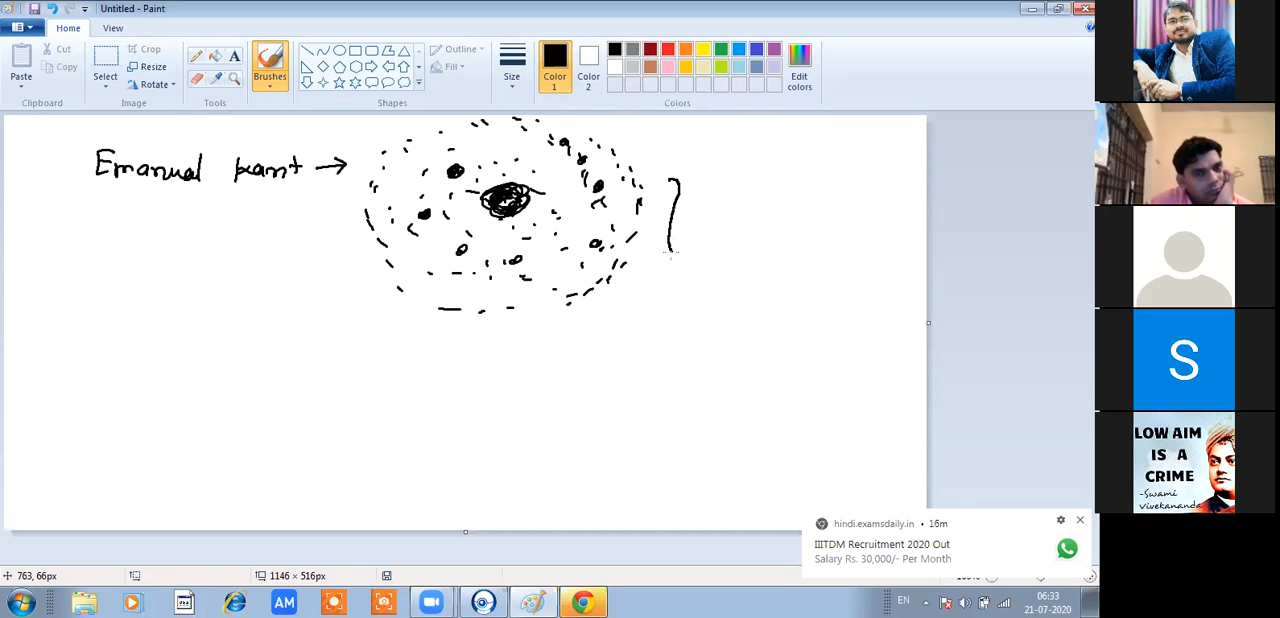 Untitled - Paint
Home
View
Paste
Cut
Copy
Clipboard
Select
Crop
Resize
Rotate
Image
A
Tools
Brushes
Outline
Fill
Shapes
Size
Color 1
Color 2
Edit colors
Colors
Emanual kant →
S
LOW AIM
IS A
CRIME
-Swami
Vivekananda
hindi.examsdaily.in • 16m
IIITDM Recruitment 2020 Out
Salary Rs. 30,000/- Per Month
763, 66px
1146 × 516px
100%
AM
EN
06:33
21-07-2020